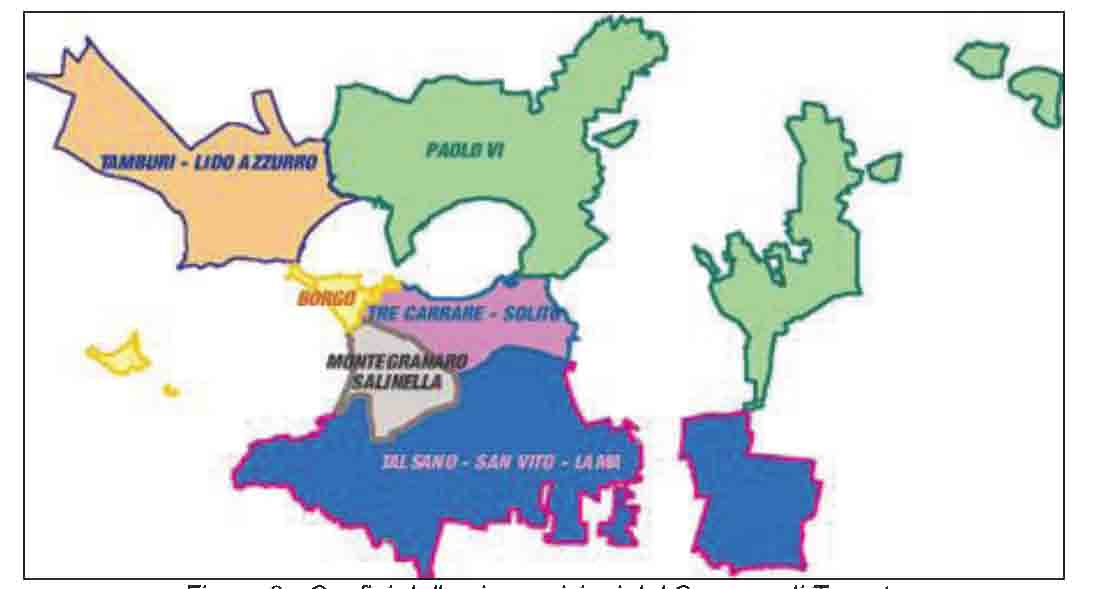 TAMBURI - LIDO AZZURRO
PAOLO VI
BORGO
TRE CARRARE - SOLITO
MONTEGRANARO
SALINELLA
TALSANO - SAN VITO - LAMA